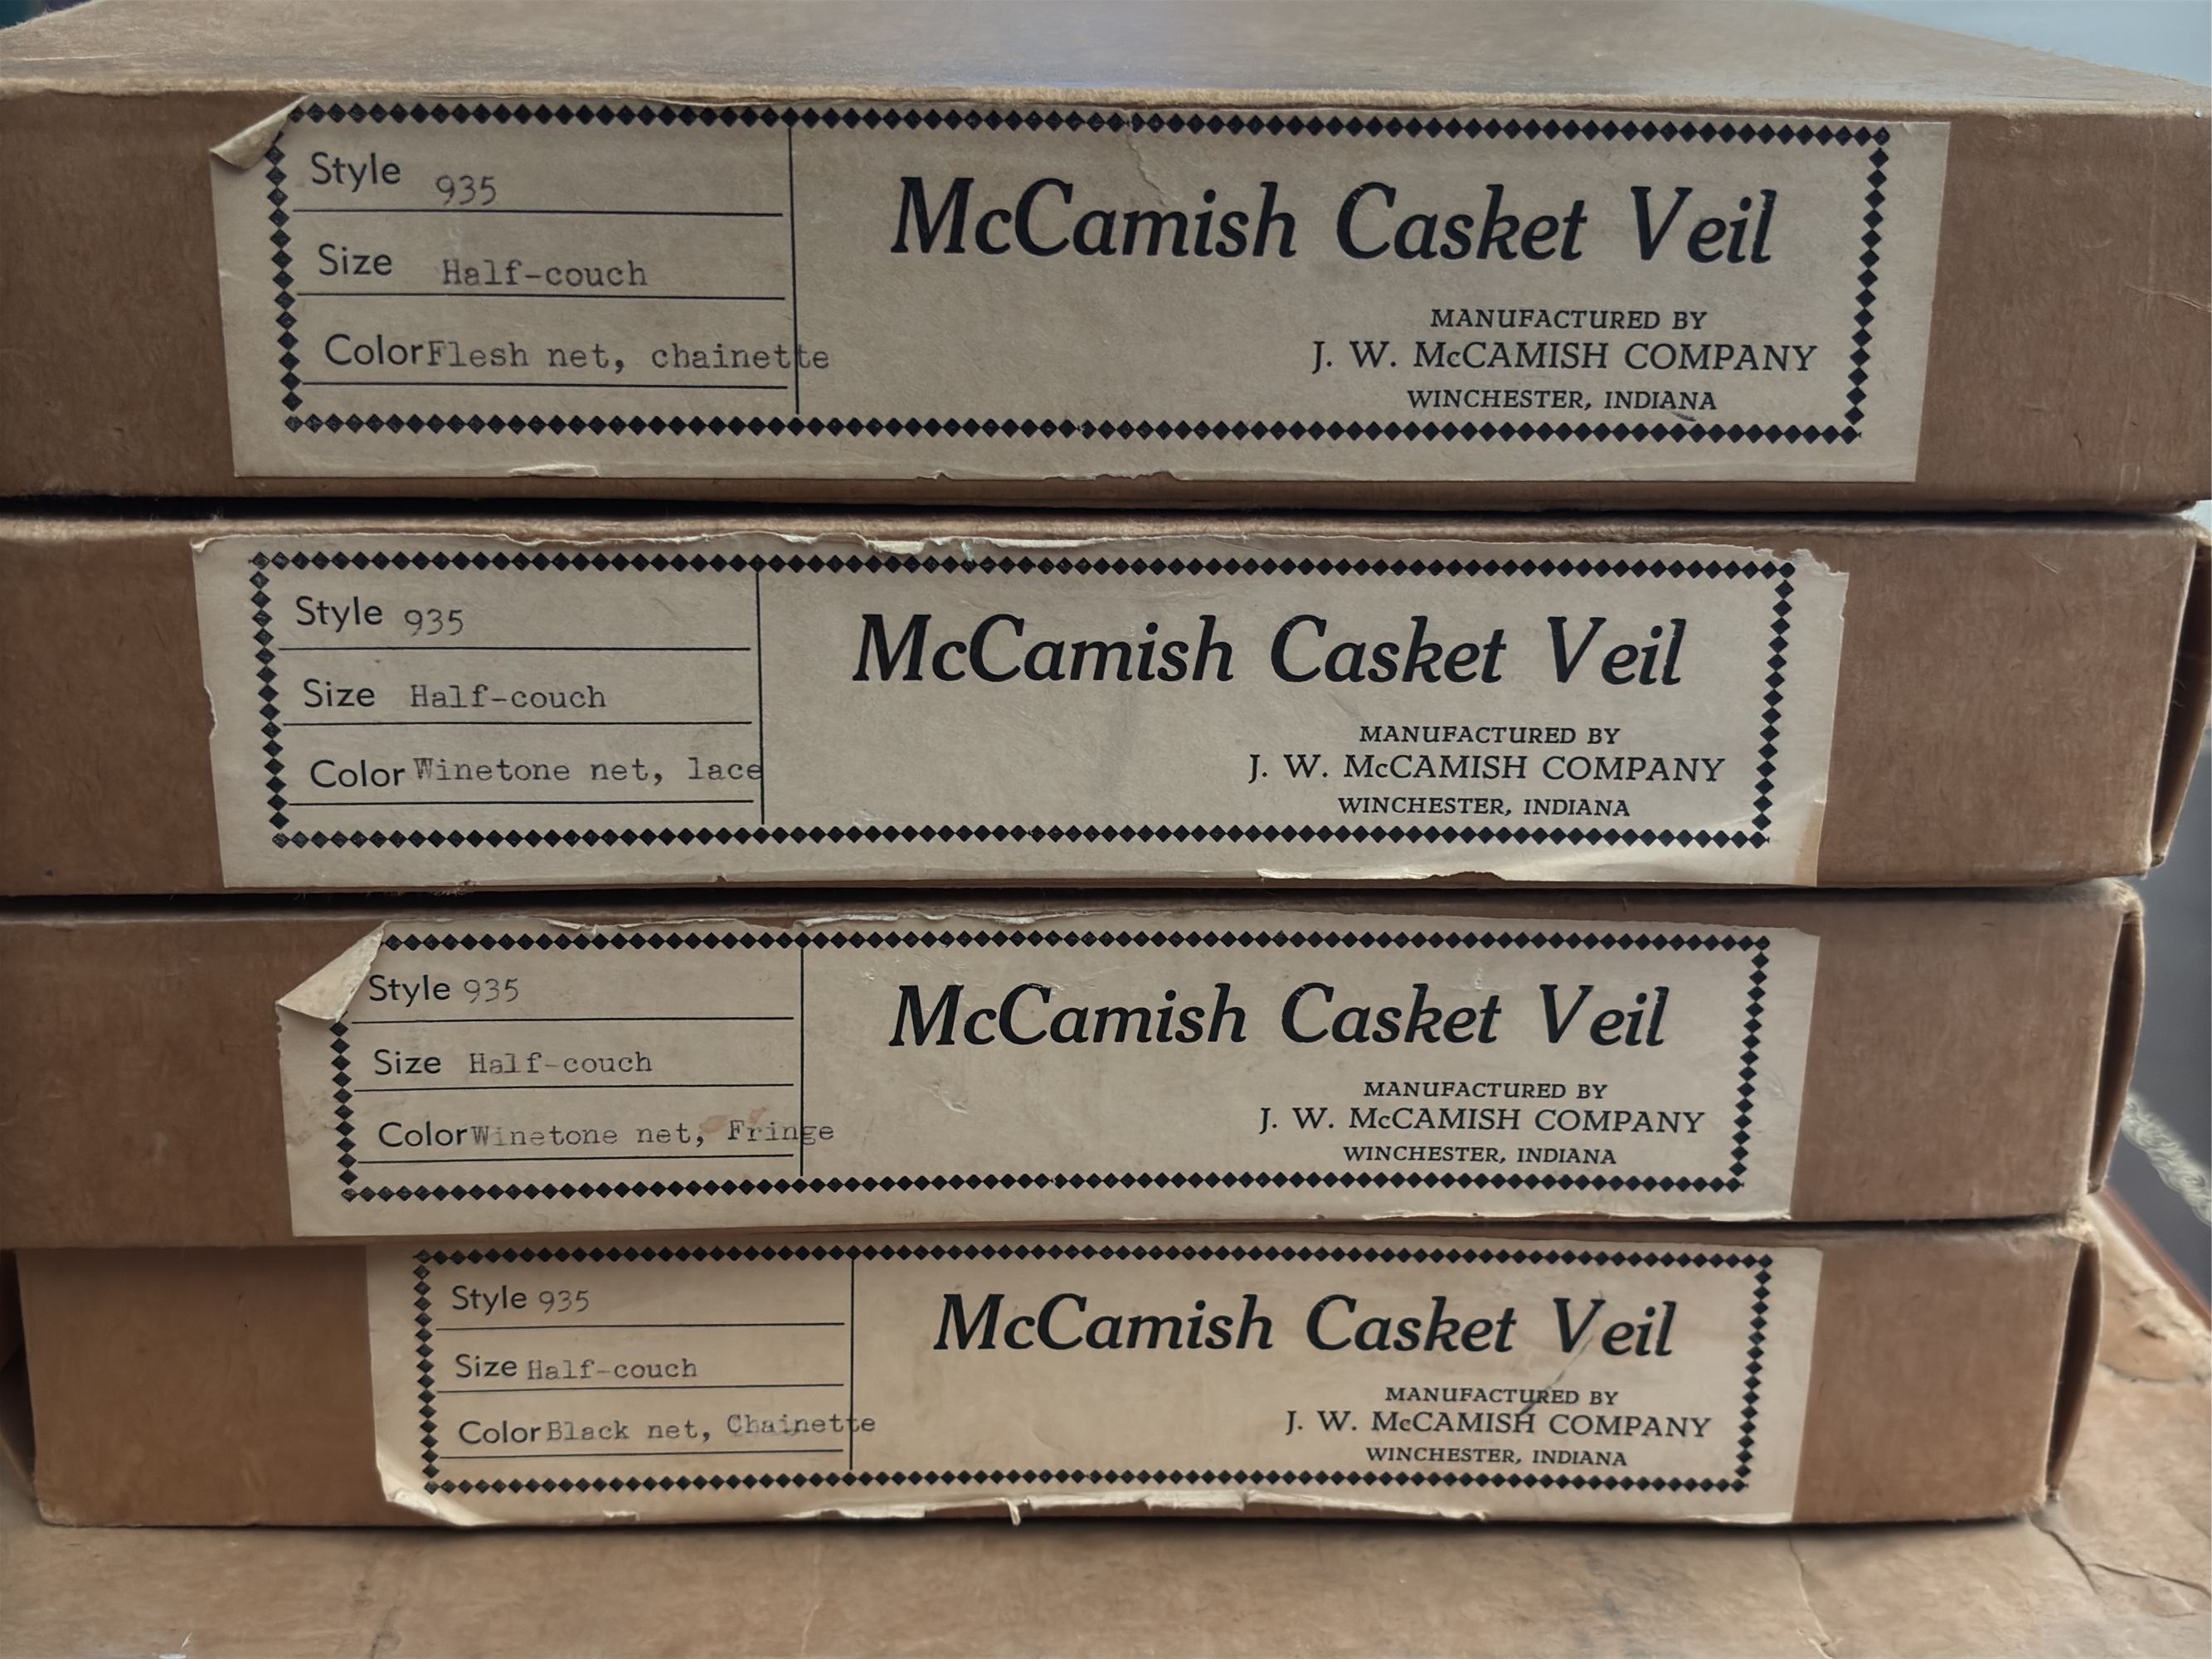 Style 935
Size Half-couch
Color Flesh net, chainette
McCamish Casket Veil
MANUFACTURED BY
J. W. McCAMISH COMPANY
WINCHESTER, INDIANA
Style 935
Size Half-couch
Color Winetone net, lace
McCamish Casket Veil
MANUFACTURED BY
J. W. McCAMISH COMPANY
WINCHESTER, INDIANA
Style 935
Size Half-couch
Color Winetone net, Fringe
McCamish Casket Veil
MANUFACTURED BY
J. W. McCAMISH COMPANY
WINCHESTER, INDIANA
Style 935
Size Half-couch
Color Black net, Chainette
McCamish Casket Veil
MANUFACTURED BY
J. W. McCAMISH COMPANY
WINCHESTER, INDIANA